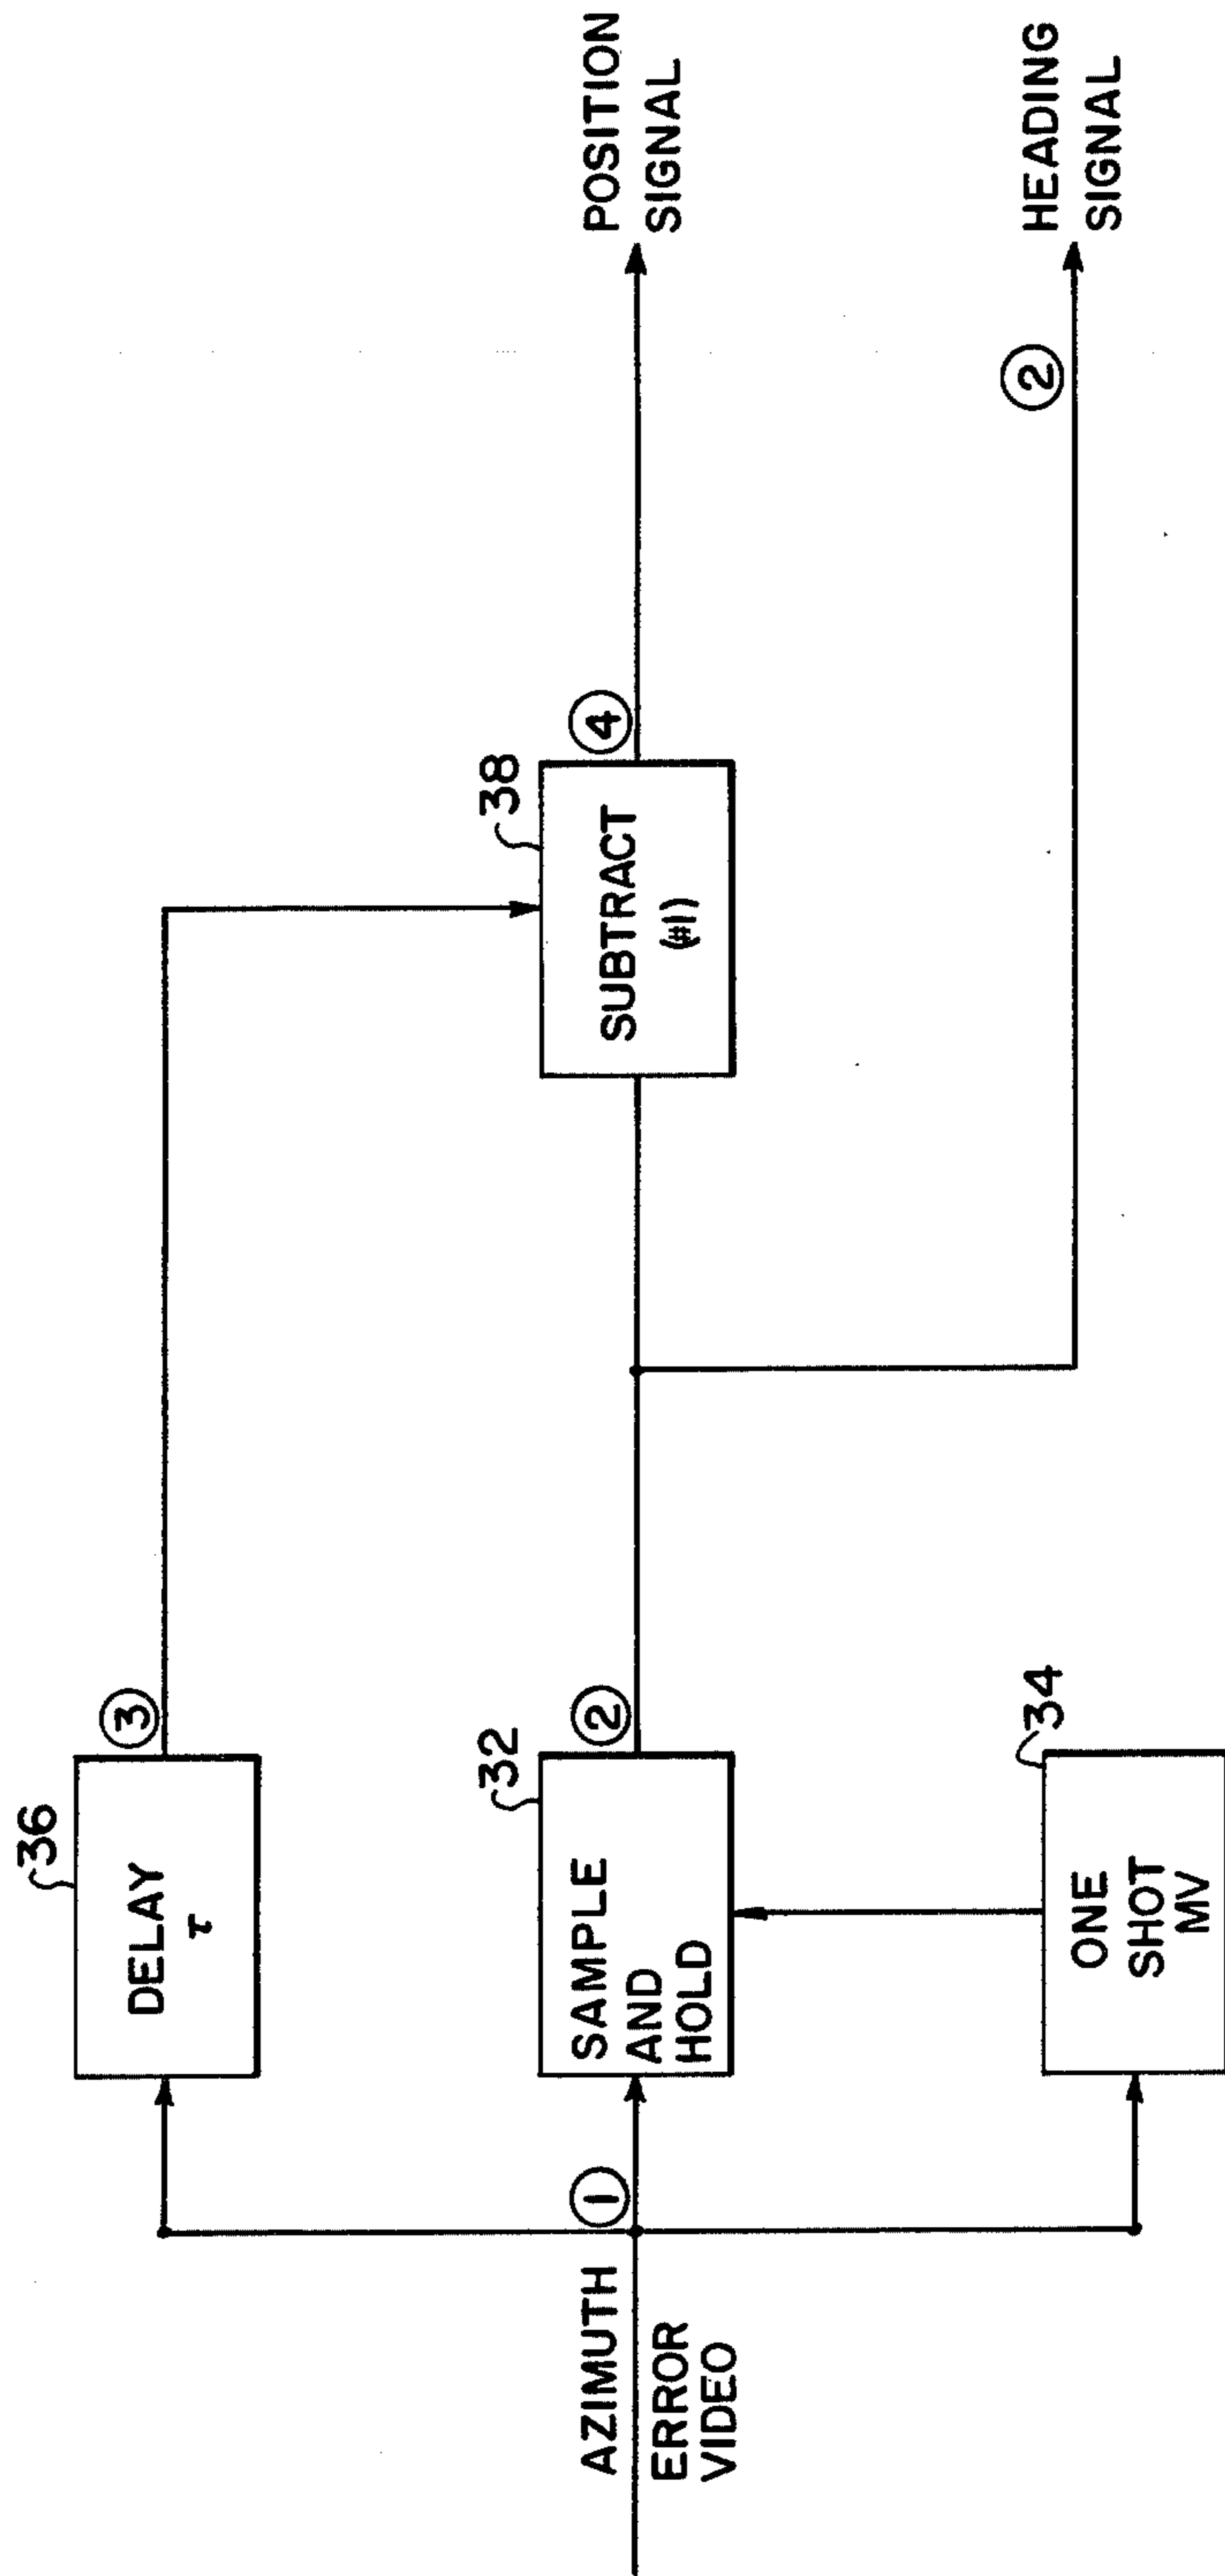 AZIMUTH
ERROR
VIDEO
①
36
DELAY
τ
③
32
SAMPLE
AND
HOLD
②
34
ONE
SHOT
MV
38
SUBTRACT
(#1)
④
POSITION
SIGNAL
②
HEADING
SIGNAL